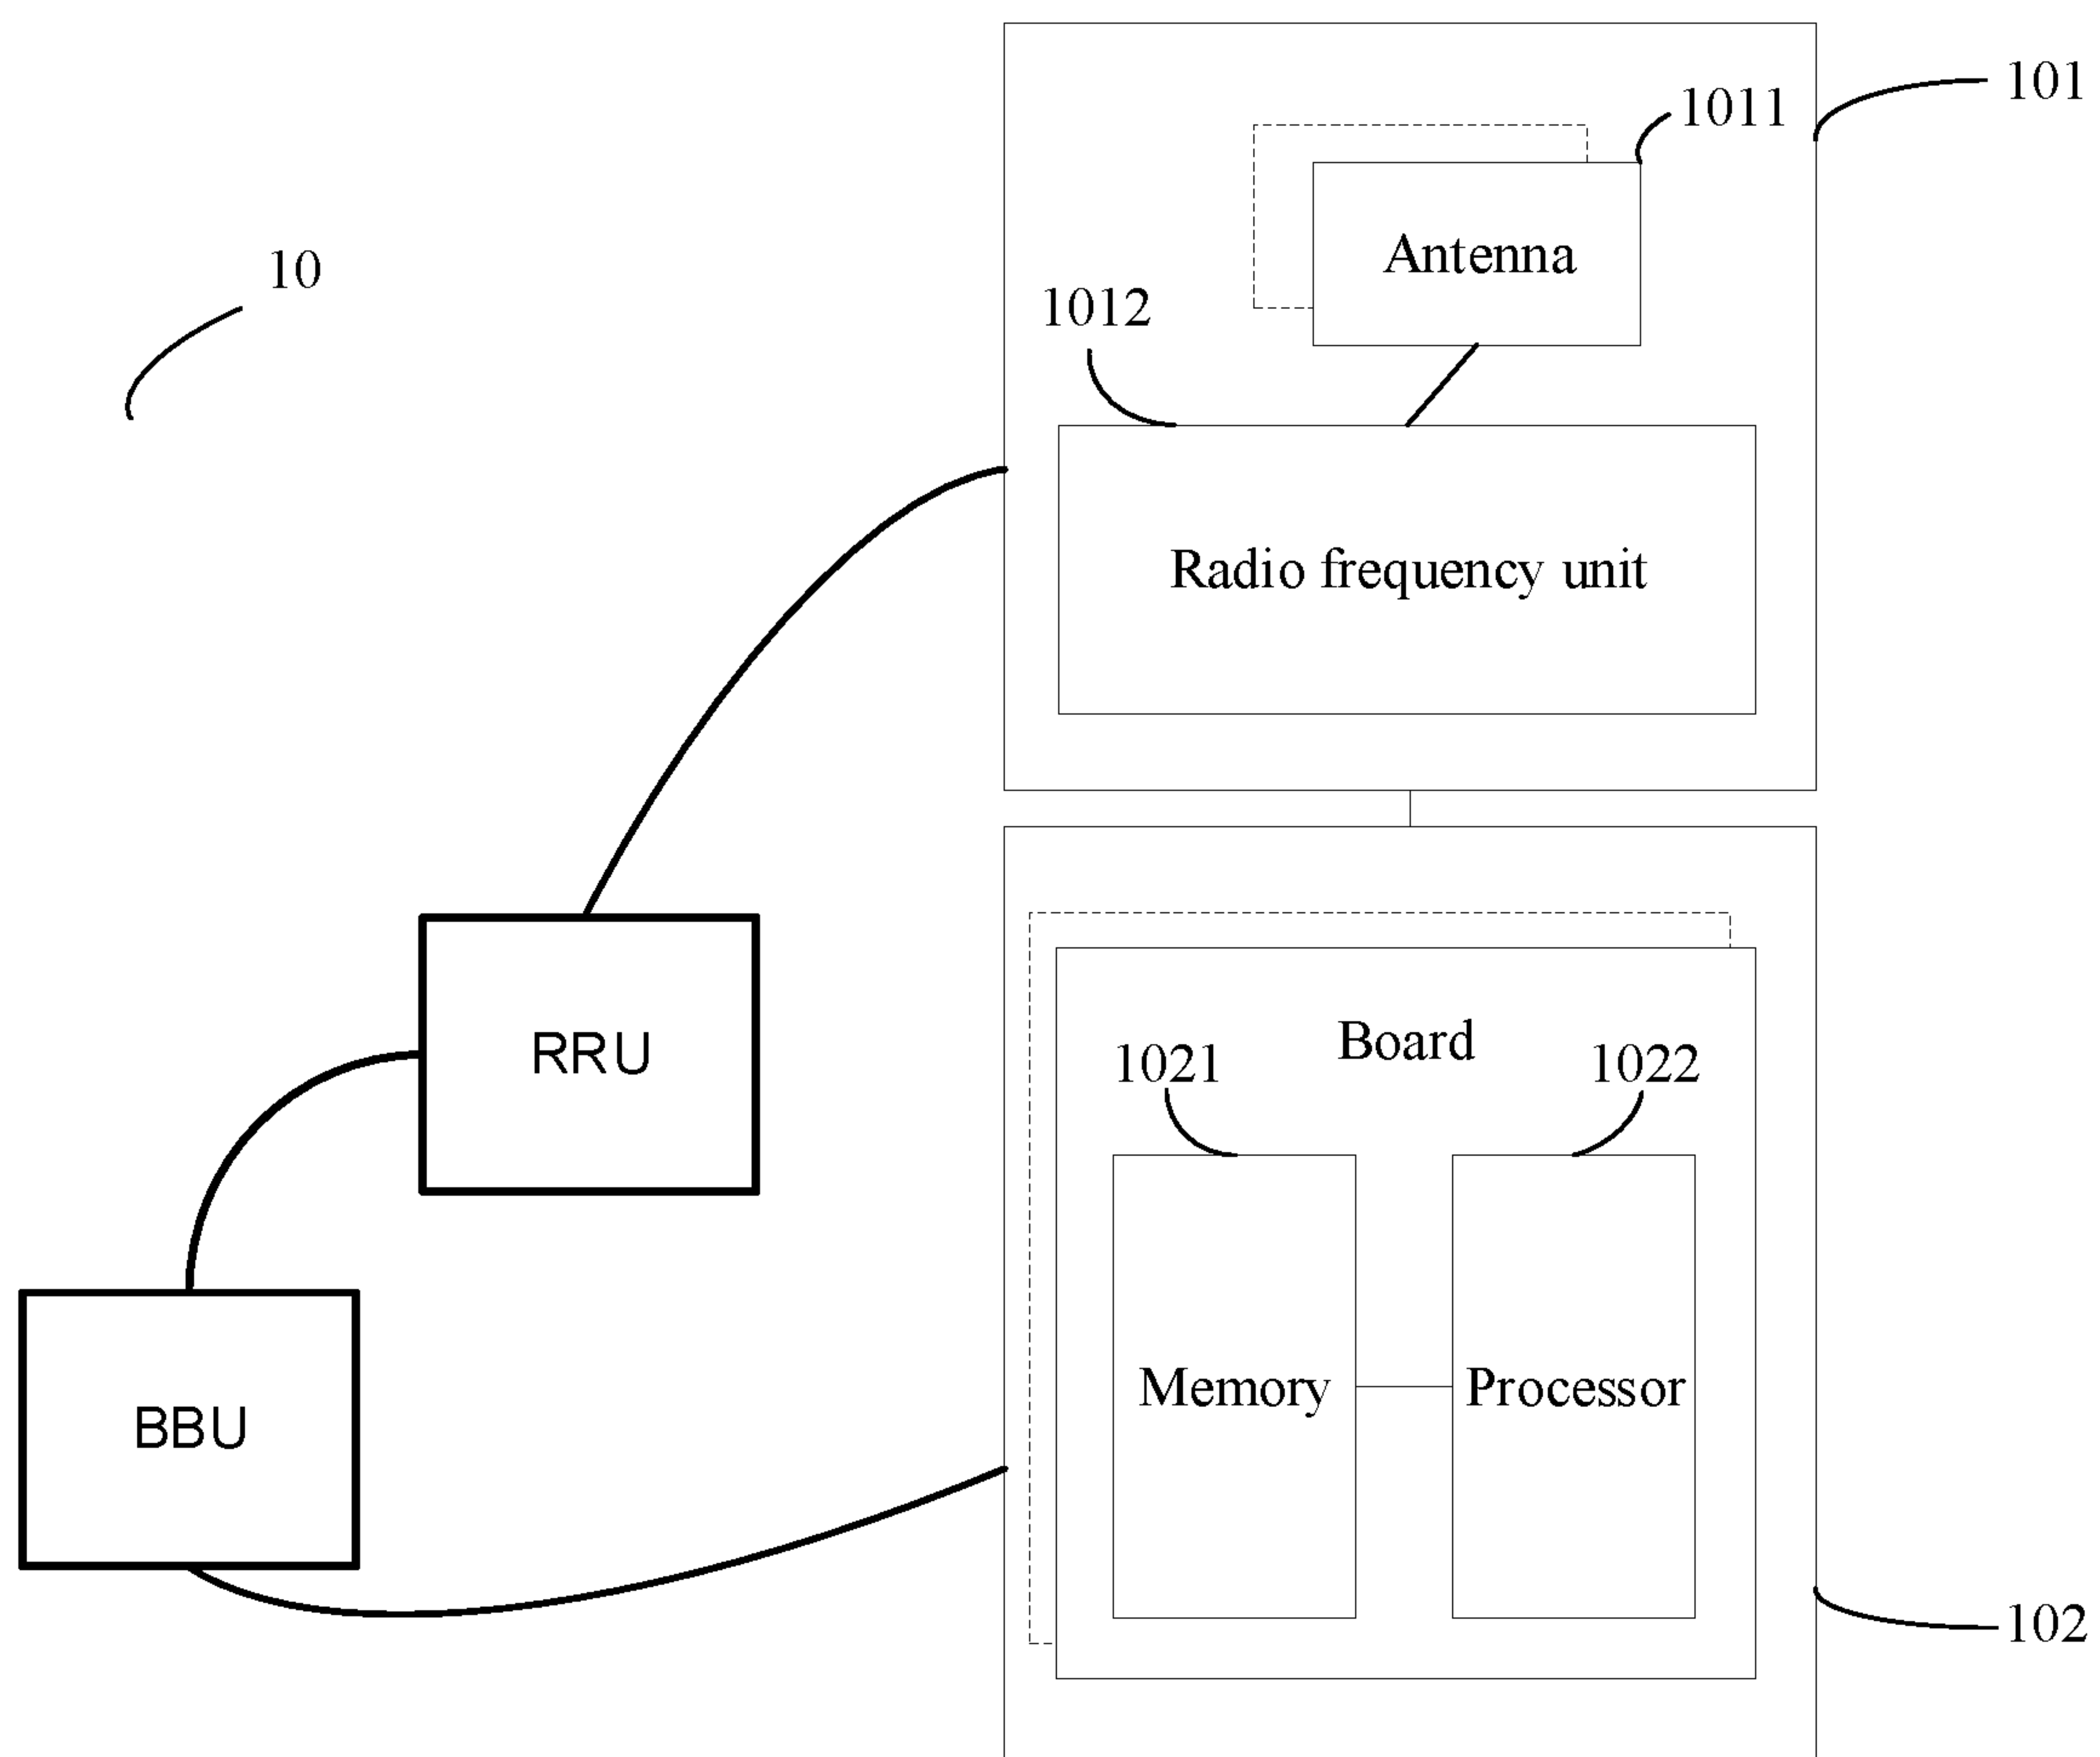 101
1011
Antenna
10
1012
Radio frequency unit
RRU
Board
1021
1022
Memory
Processor
BBU
102